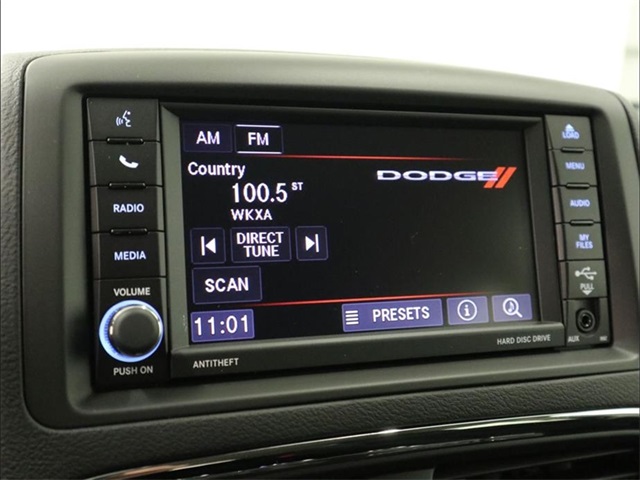 AM FM
Country
100.5 ST
WKXA
DIRECT
TUNE
SCAN
11:01
PRESETS
DODGE
RADIO
MEDIA
VOLUME
PUSH ON
ANTITHEFT
HARD DISC DRIVE
LOAD
MENU
AUDIO
MY
FILES
PULL
AUX